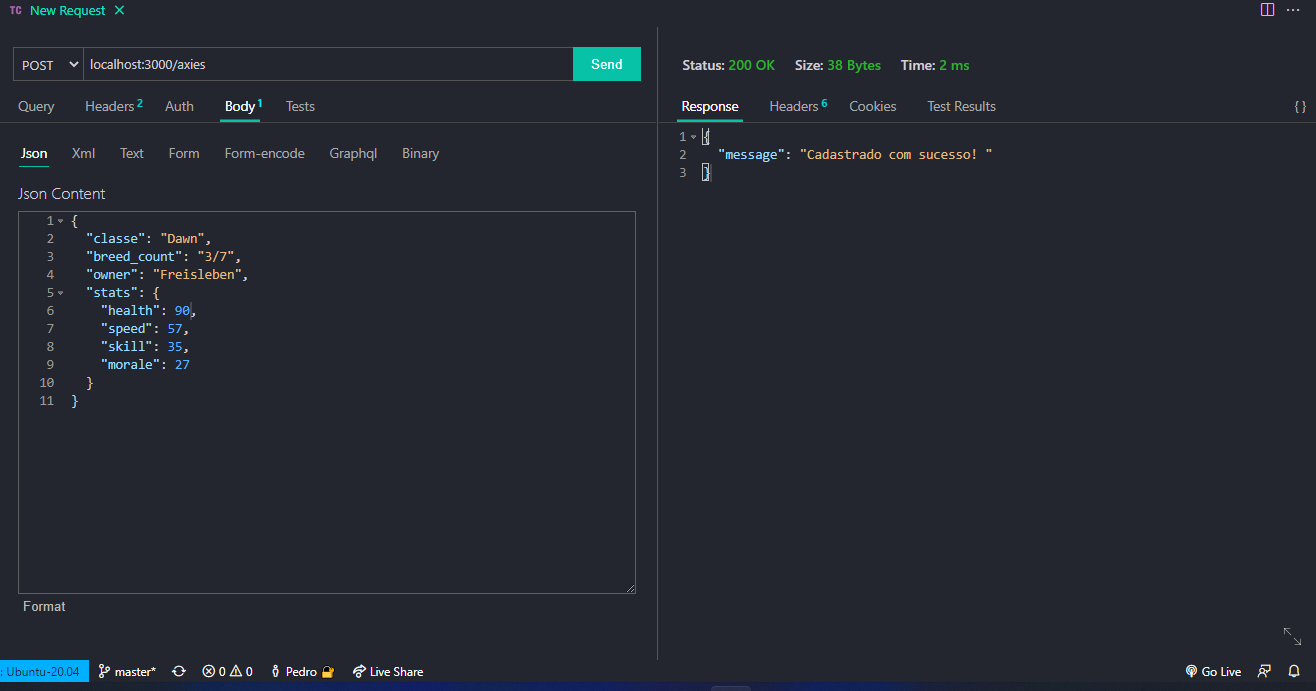 TC New Request
POST localhost:3000/axies Send
Query Headers 2 Auth Body 1 Tests
Json Xml Text Form Form-encode Graphql Binary
Json Content
1 {
2 "classe": "Dawn",
3 "breed_count": "3/7",
4 "owner": "Freisleben",
5 "stats": {
6 "health": 90,
7 "speed": 57,
8 "skill": 35,
9 "morale": 27
10 }
11 }
Format
Status: 200 OK Size: 38 Bytes Time: 2 ms
Response Headers 6 Cookies Test Results { }
1 {
2 "message": "Cadastrado com sucesso! "
3 }
: Ubuntu-20.04 master* 0 0 Pedro Live Share Go Live